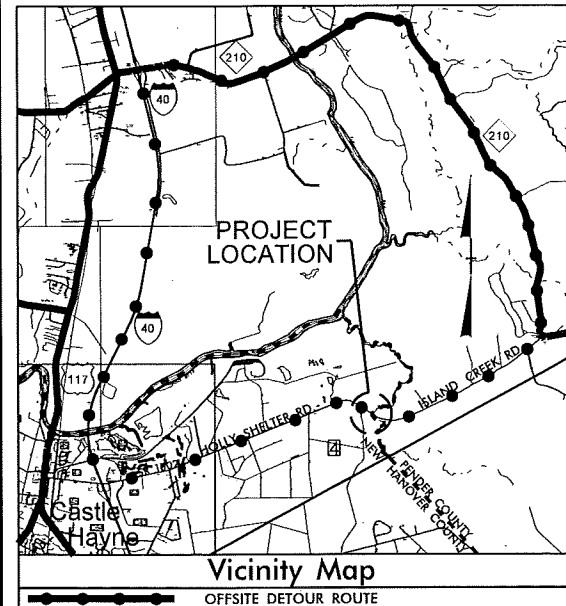 210
40
210
PROJECT
LOCATION
40
117
HOLLY SHELTER RD
ISLAND CREEK RD
4
PENDER COUNTY
NEW HANOVER COUNTY
Castle
Hayne
Vicinity Map
OFFSITE DETOUR ROUTE